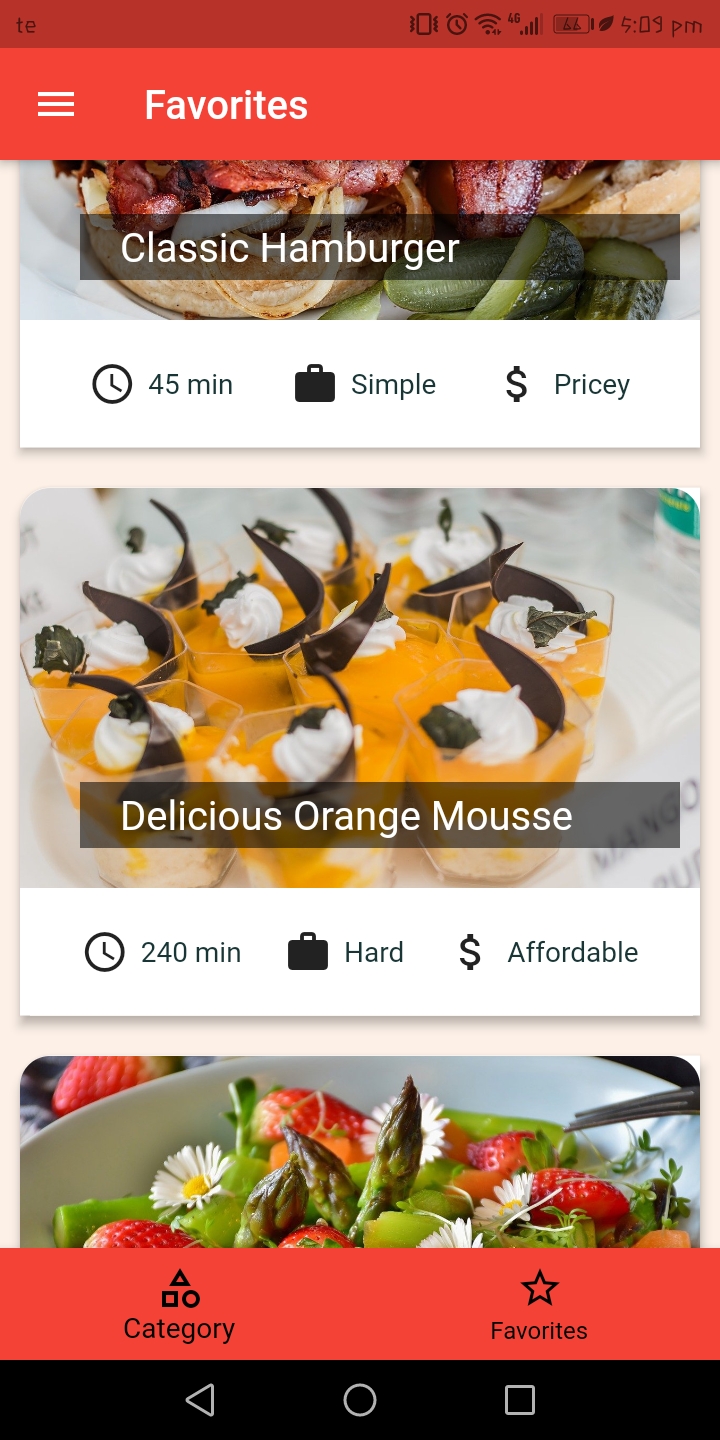 te
4G 66 5:09 pm
Favorites
Classic Hamburger
45 min Simple Pricey
Delicious Orange Mousse
MANGO
240 min Hard Affordable
Category Favorites